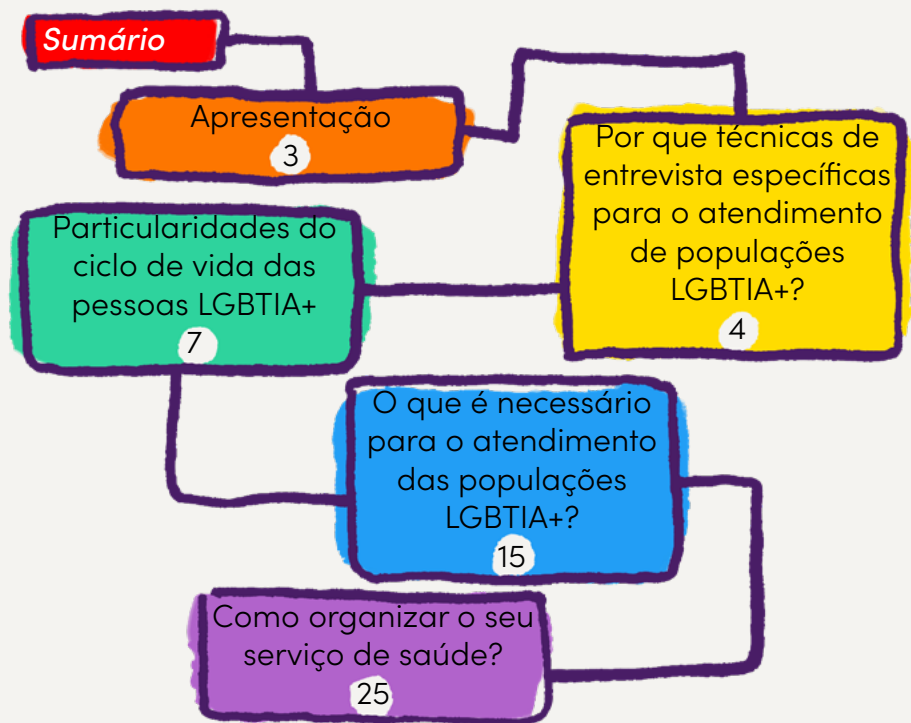 Sumário
Apresentação
3
Por que técnicas de
entrevista específicas
para o atendimento
de populações
LGBTIA+?
4
Particularidades do
ciclo de vida das
pessoas LGBTIA+
7
O que é necessário
para o atendimento
das populações
LGBTIA+?
15
Como organizar o seu
serviço de saúde?
25